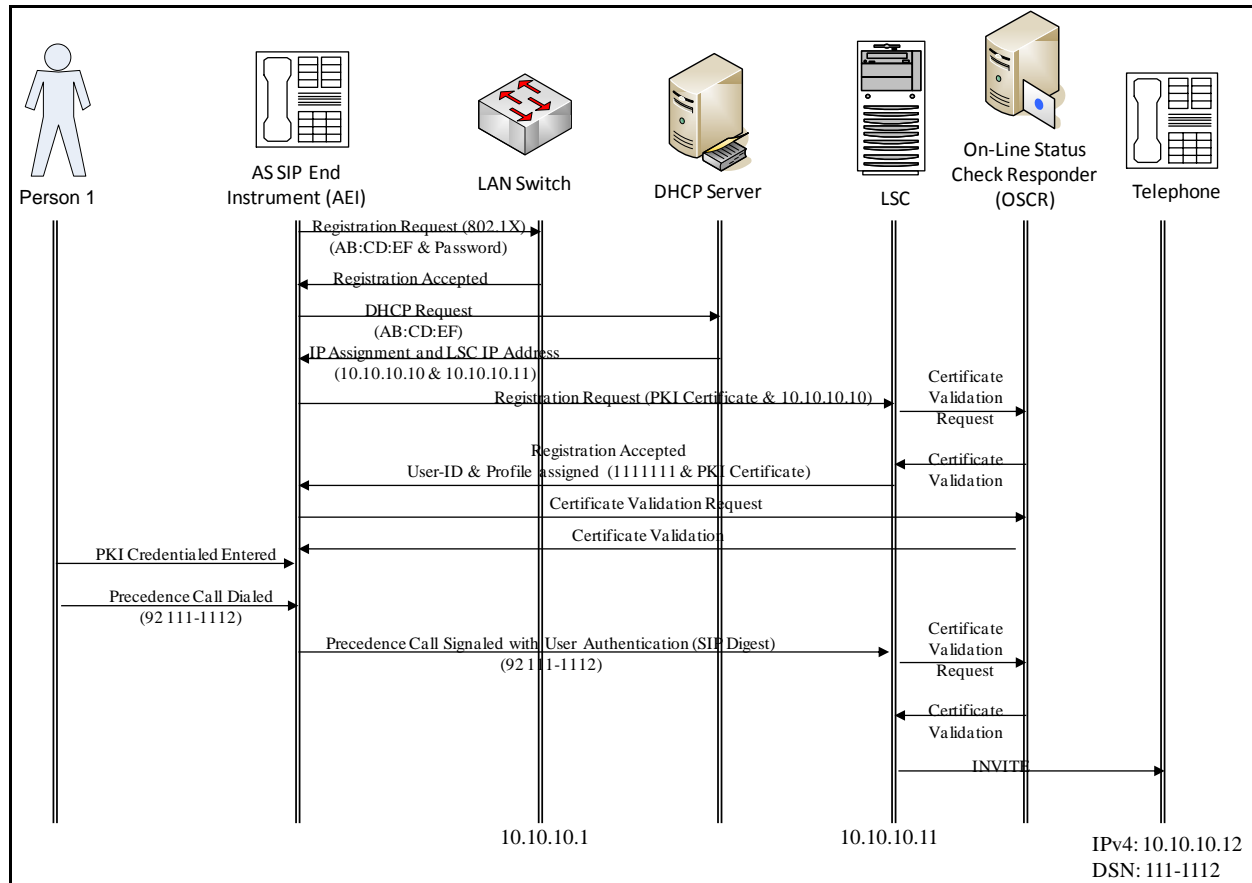 Person 1
AS SIP End
Instrument (AEI)
LAN Switch
DHCP Server
LSC
On-Line Status
Check Responder
(OSCR)
Telephone
Registration Request (802.1X)
(AB:CD:EF & Password)
Registration Accepted
DHCP Request
(AB:CD:EF)
IP Assignment and LSC IP Address
(10.10.10.10 & 10.10.10.11)
Registration Request (PKI Certificate & 10.10.10.10)
Certificate
Validation
Request
Registration Accepted
User-ID & Profile assigned (1111111 & PKI Certificate)
Certificate
Validation
Certificate Validation Request
Certificate Validation
PKI Credentialed Entered
Precedence Call Dialed
(92 111-1112)
Precedence Call Signaled with User Authentication (SIP Digest)
(92 111-1112)
Certificate
Validation
Request
Certificate
Validation
INVITE
10.10.10.1
10.10.10.11
IPv4: 10.10.10.12
DSN: 111-1112